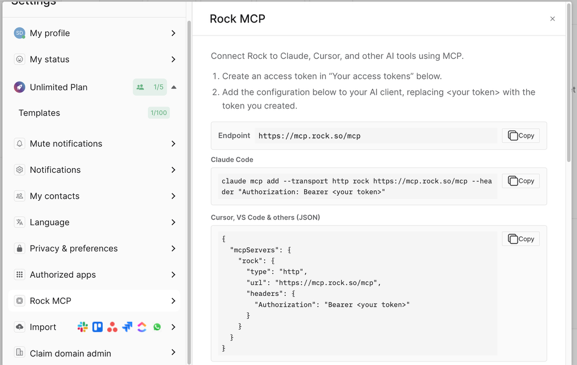 Settings
SD
My profile
My status
Unlimited Plan
1/5
Templates
1/100
Mute notifications
Notifications
My contacts
Language
Privacy & preferences
Authorized apps
Rock MCP
Import
Claim domain admin
Rock MCP
×
Connect Rock to Claude, Cursor, and other AI tools using MCP.
1. Create an access token in “Your access tokens” below.
2. Add the configuration below to your AI client, replacing <your token> with the
token you created.
Endpoint https://mcp.rock.so/mcp Copy
Claude Code
claude mcp add --transport http rock https://mcp.rock.so/mcp --hea
der "Authorization: Bearer <your token>"
Copy
Cursor, VS Code & others (JSON)
Copy
{
"mcpServers": {
"rock": {
"type": "http",
"url": "https://mcp.rock.so/mcp",
"headers": {
"Authorization": "Bearer <your token>"
}
}
}
}